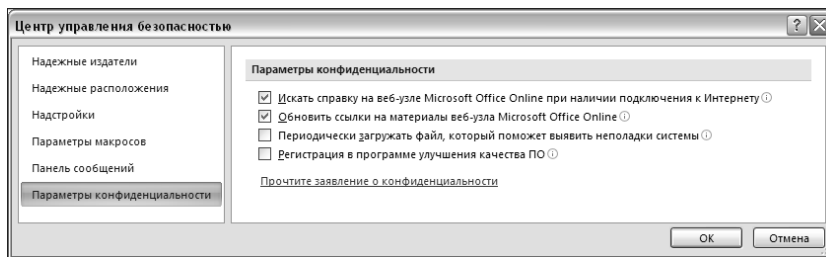 Центр управления безопасностью
Надежные издатели
Надежные расположения
Надстройки
Параметры макросов
Панель сообщений
Параметры конфиденциальности
Параметры конфиденциальности
Искать справку на веб-узле Microsoft Office Online при наличии подключения к Интернету
Обновить ссылки на материалы веб-узла Microsoft Office Online
Периодически загружать файл, который поможет выявить неполадки системы
Регистрация в программе улучшения качества ПО
Прочтите заявление о конфиденциальности
ОК
Отмена